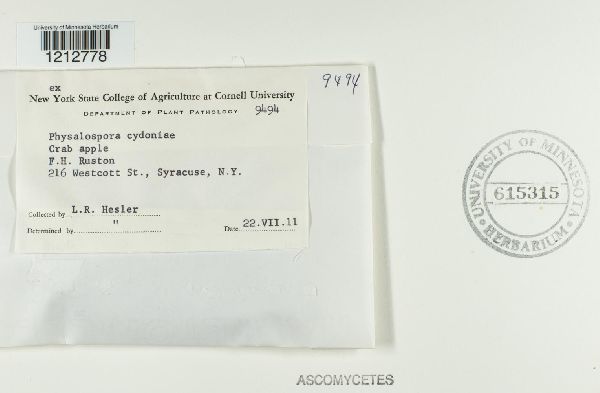 University of Minnesota Herbarium
1212778
9494
ex
New York State College of Agriculture at Cornell University
DEPARTMENT OF PLANT PATHOLOGY 9494
Physalospora cydoniae
Crab apple
F.H. Ruston
216 Westcott St., Syracuse, N.Y.
Collected by L.R. Hesler
Determined by " Date 22.VII.11
UNIVERSITY OF MINNESOTA
615315
HERBARIUM
ASCOMYCETES